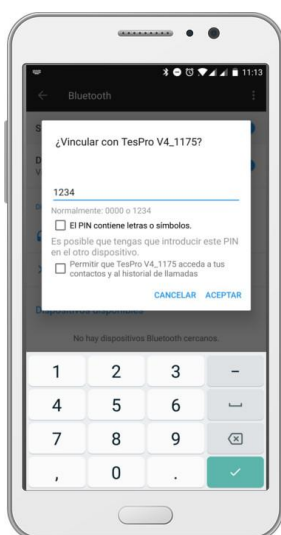 11:13
Bluetooth
¿Vincular con TesPro V4_1175?
1234
Normalmente: 0000 o 1234
El PIN contiene letras o símbolos.
Es posible que tengas que introducir este PIN
en el otro dispositivo.
Permitir que TesPro V4_1175 acceda a tus
contactos y al historial de llamadas
CANCELAR ACEPTAR
Dispositivos disponibles
No hay dispositivos Bluetooth cercanos.
1 2 3 -
4 5 6
7 8 9
, 0 .